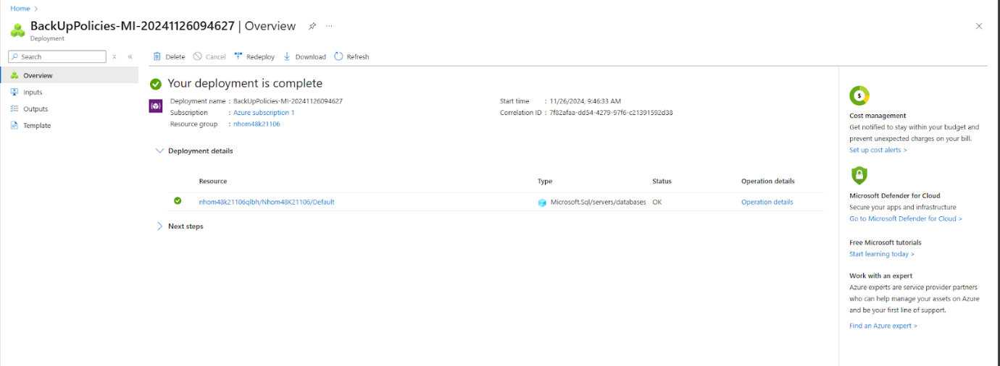 Home >
BackUpPolicies-MI-20241126094627 | Overview ...
Deployment
Search
Delete Cancel Redeploy Download Refresh
Overview
Inputs
Outputs
Template
Your deployment is complete
Deployment name : BackUpPolicies-MI-20241126094627
Subscription : Azure subscription 1
Resource group : nhom48k21106
Start time : 11/26/2024, 9:46:33 AM
Correlation ID : 7f82afaa-dd54-4279-97f6-c21391592d38
Deployment details
Resource Type Status Operation details
nhom48k21106qlbh/Nhom48K21106/Default Microsoft.Sql/servers/databases OK Operation details
Next steps
Cost management
Get notified to stay within your budget and
prevent unexpected charges on your bill.
Set up cost alerts >
Microsoft Defender for Cloud
Secure your apps and infrastructure
Go to Microsoft Defender for Cloud >
Free Microsoft tutorials
Start learning today >
Work with an expert
Azure experts are service provider partners
who can help manage your assets on Azure
and be your first line of support.
Find an Azure expert >